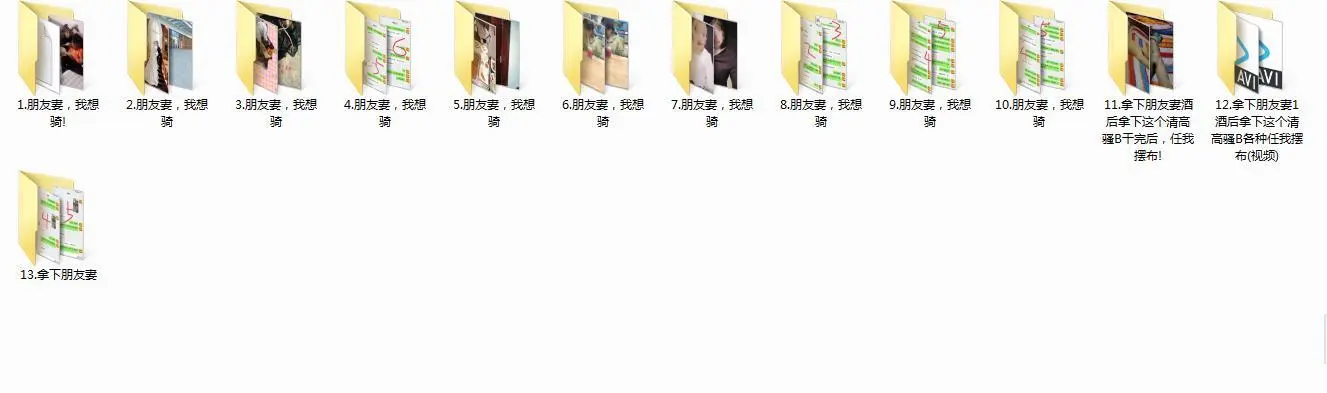 AVI
AVI
1.朋友妻，我想
骑!
2.朋友妻，我想
骑
3.朋友妻，我想
骑
4.朋友妻，我想
骑
5.朋友妻，我想
骑
6.朋友妻，我想
骑
7.朋友妻，我想
骑
8.朋友妻，我想
骑
9.朋友妻，我想
骑
10.朋友妻，我想
骑
11.拿下朋友妻酒
后拿下这个清高
骚B干完后，任我
摆布!
12.拿下朋友妻1
酒后拿下这个清
高骚B各种任我摆
布(视频)
13.拿下朋友妻